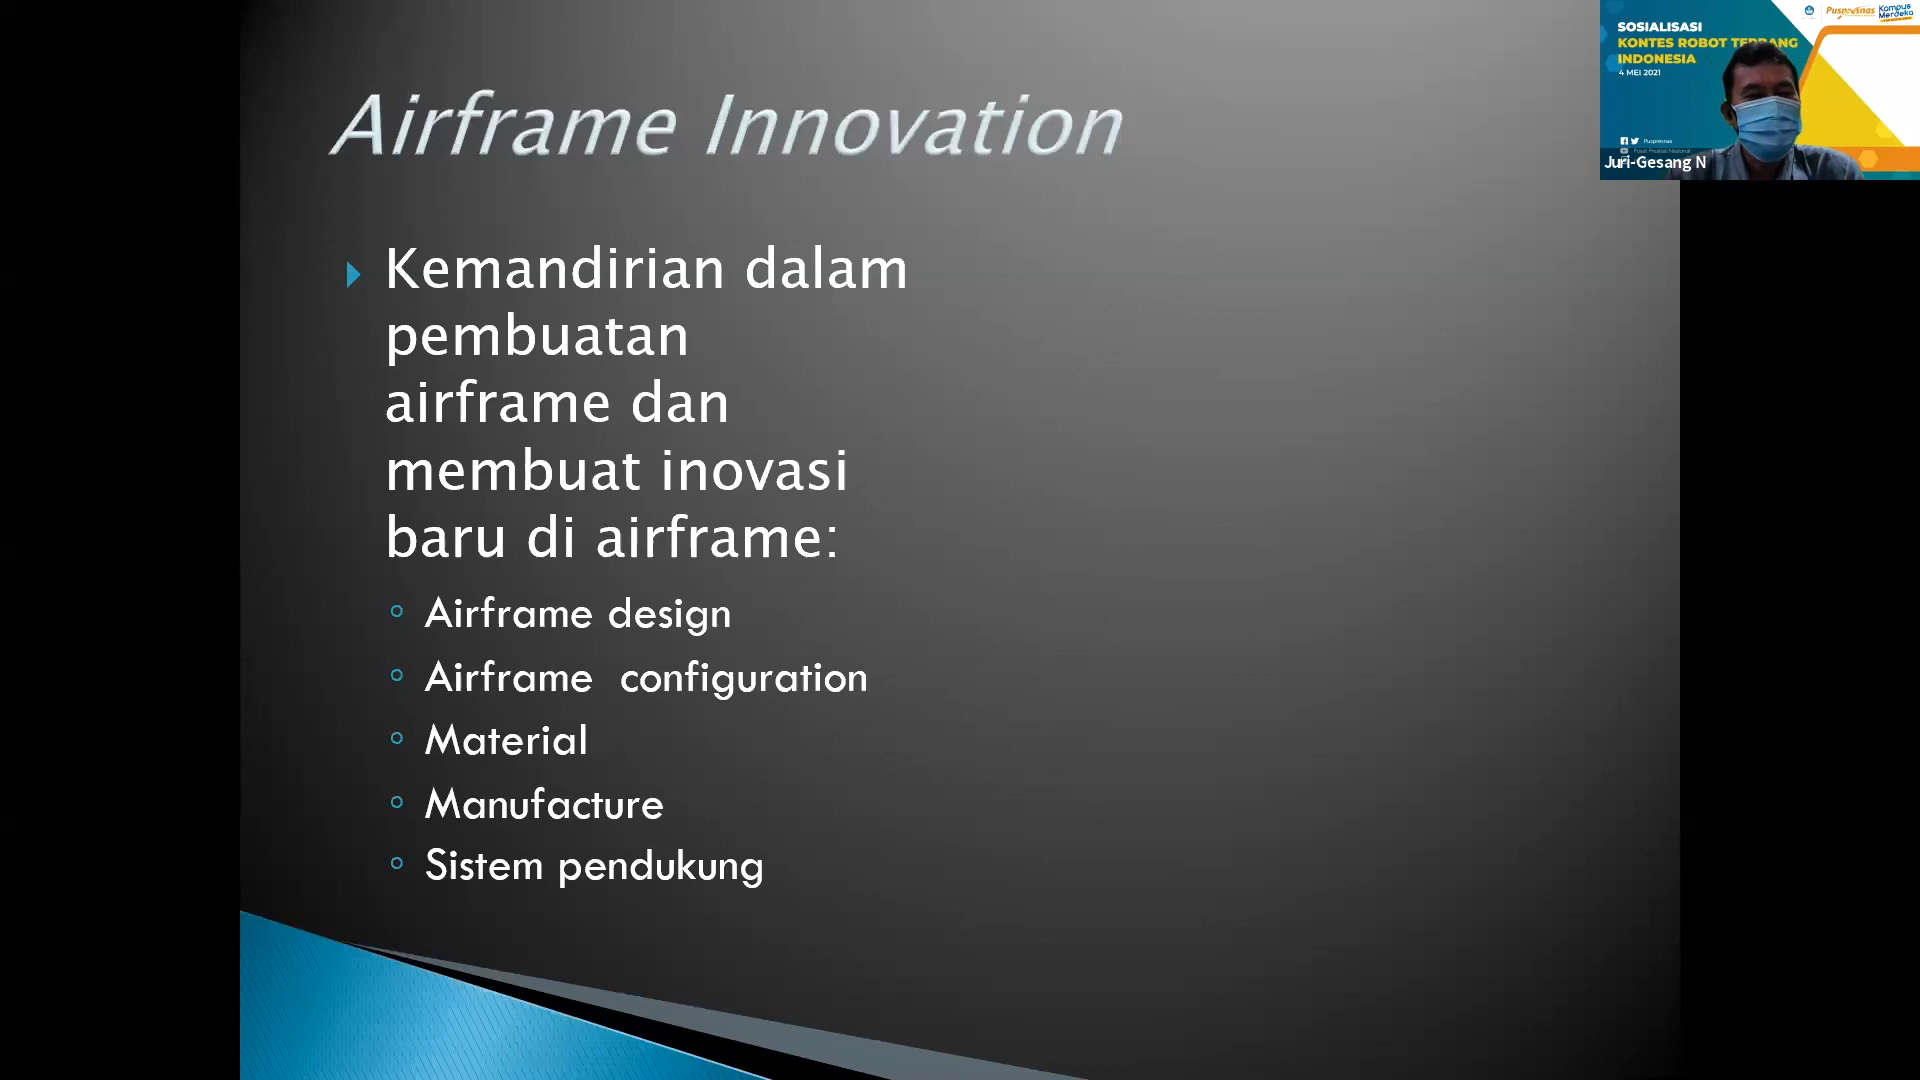 Airframe Innovation
Kemandirian dalam
pembuatan
airframe dan
membuat inovasi
baru di airframe:
Airframe design
Airframe  configuration
Material
Manufacture
Sistem pendukung
SOSIALISASI
KONTES ROBOT TERBANG
INDONESIA
4 MEI 2021
Puspresnas
Kampus
Merdeka
Puspresnas
Pusat Prestasi Nasional
Juri-Gesang N